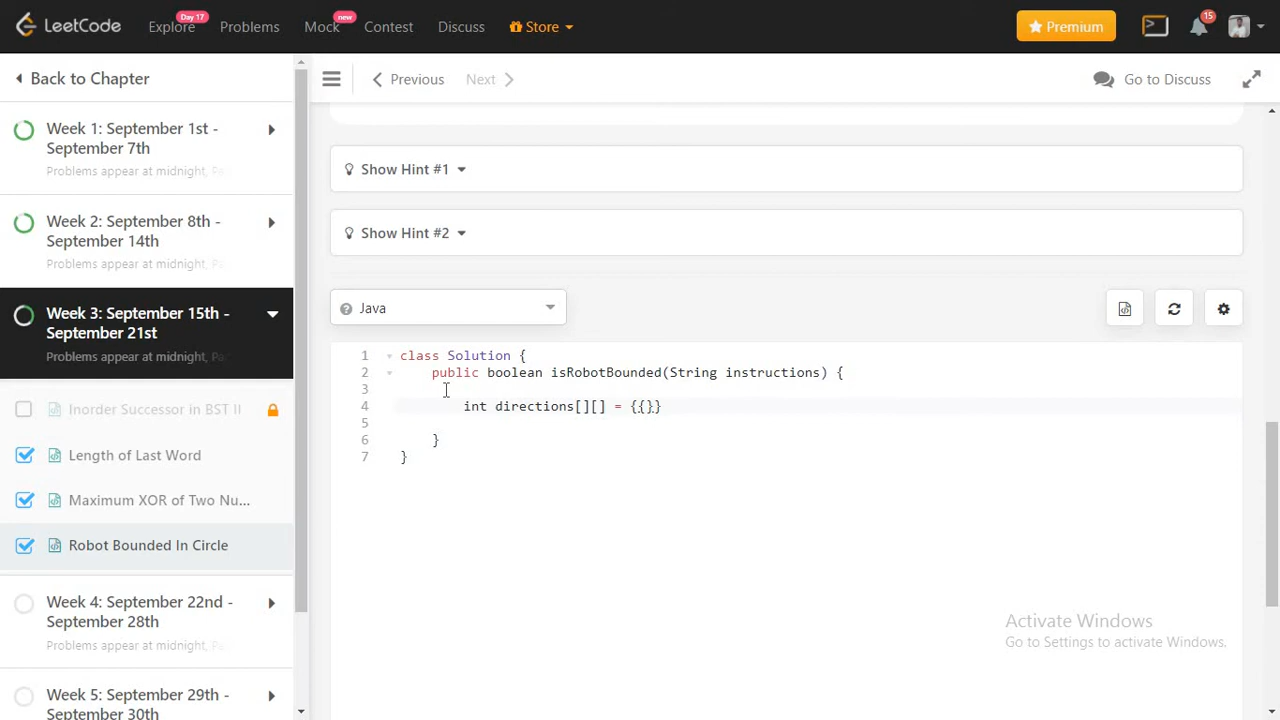 LeetCode
Explore
Day 17
Problems
Mock
new
Contest
Discuss
Store
Premium
15
Back to Chapter
Previous
Next
Go to Discuss
Week 1: September 1st -
September 7th
Problems appear at midnight,
Week 2: September 8th -
September 14th
Problems appear at midnight,
Week 3: September 15th -
September 21st
Problems appear at midnight,
Inorder Successor in BST II
Length of Last Word
Maximum XOR of Two Nu...
Robot Bounded In Circle
Week 4: September 22nd -
September 28th
Problems appear at midnight,
Week 5: September 29th -
September 30th
Show Hint #1
Show Hint #2
Java
1 class Solution {
2 public boolean isRobotBounded(String instructions) {
3
4 int directions[][] = {{}}
5
6 }
7 }
Activate Windows
Go to Settings to activate Windows.